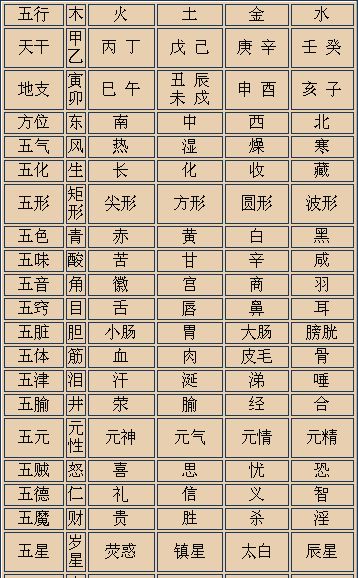 五行 木 火 土 金 水
天干 甲乙 丙 丁 戊 己 庚 辛 壬 癸
地支 寅卯 巳 午 丑 辰 未 戍 申 酉 亥 子
方位 东 南 中 西 北
五气 风 热 湿 燥 寒
五化 生 长 化 收 藏
五形 矩形 尖形 方形 圆形 波形
五色 青 赤 黄 白 黑
五味 酸 苦 甘 辛 咸
五音 角 徽 宫 商 羽
五窍 目 舌 唇 鼻 耳
五脏 胆 小肠 胃 大肠 膀胱
五体 筋 血 肉 皮毛 骨
五津 泪 汗 涎 涕 唾
五腧 井 荥 腧 经 合
五元 元性 元神 元气 元情 元精
五贼 怒 喜 思 忧 恐
五德 仁 礼 信 义 智
五魔 财 贵 胜 杀 淫
五星 岁星 荧惑 镇星 太白 辰星